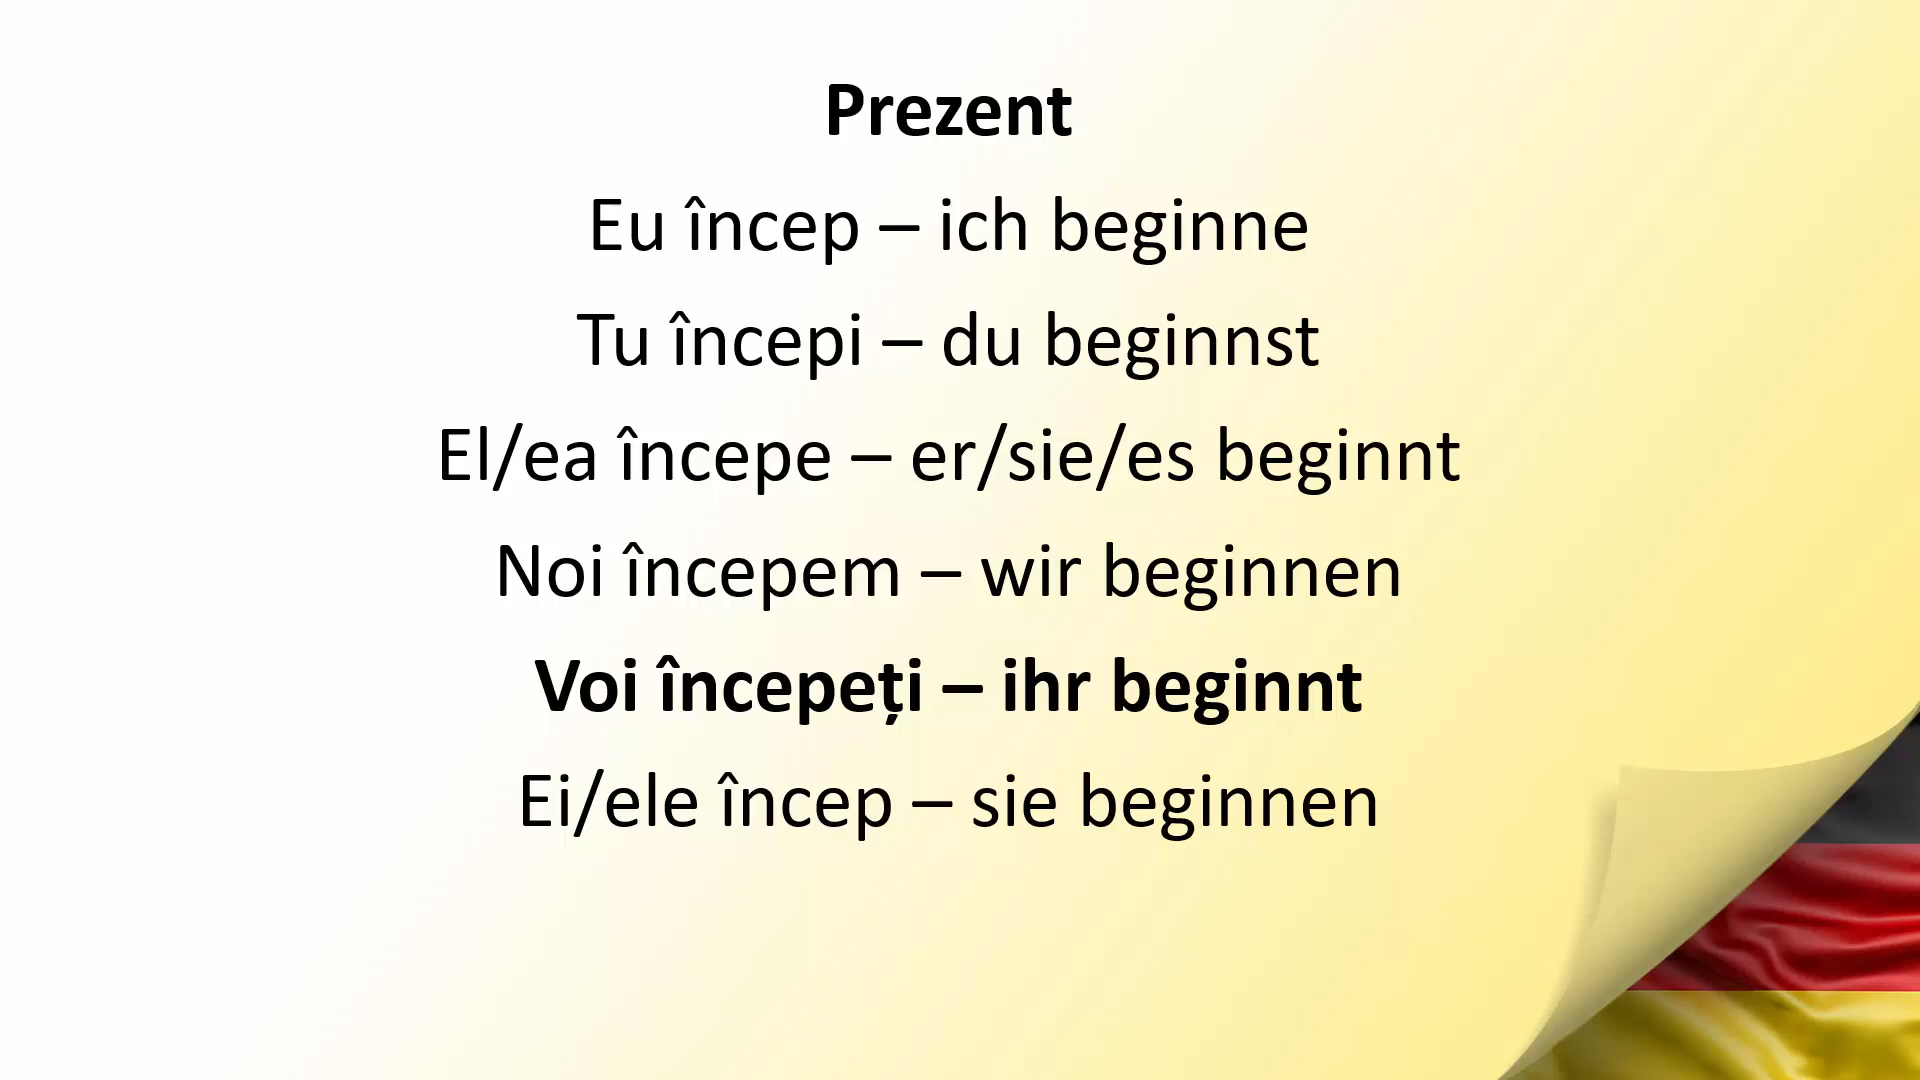 Prezent
Eu încep – ich beginne
Tu începi – du beginnst
El/ea începe – er/sie/es beginnt
Noi începem – wir beginnen
Voi începeți – ihr beginnt
Ei/ele încep – sie beginnen